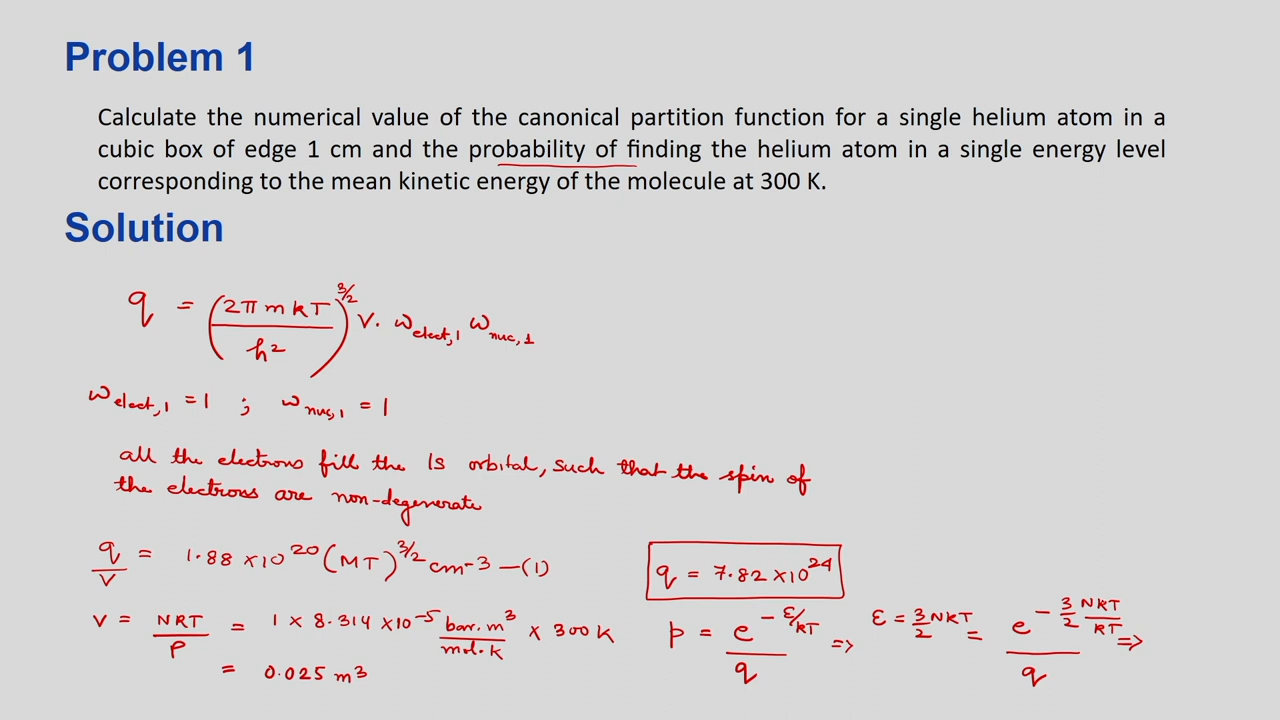 Problem 1
Calculate the numerical value of the canonical partition function for a single helium atom in a
cubic box of edge 1 cm and the probability of finding the helium atom in a single energy level
corresponding to the mean kinetic energy of the molecule at 300 K.
Solution
q = (2π m k T / h²)^3/2 V. ω_elect,1 ω_nuc,1
ω_elect,1 = 1 ; ω_nuc,1 = 1
all the electrons fill the 1s orbital, such that the spin of
the electrons are non-degenerate
q/V = 1.88 × 10^20 (MT)^3/2 cm^-3 —(1)
V = NRT/P = 1 × 8.314 × 10^-5 bar. m³/mol. K × 300 K
= 0.025 m³
q = 7.82 × 10^24
p = e^-ε/kT / q ⇒ ε = 3/2 NKT = e^-3/2 NKT/RT / q ⇒